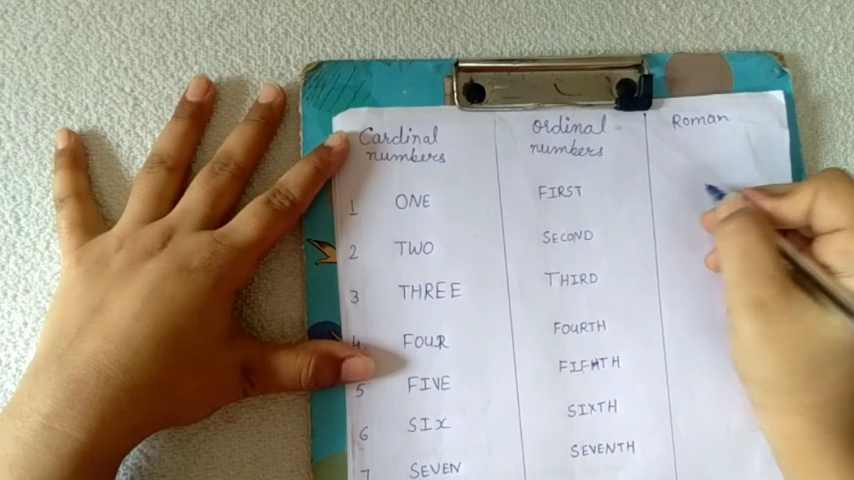 Cardinal numbers
Ordinal numbers
Roman
1 ONE FIRST
2 TWO SECOND
3 THREE THIRD
4 FOUR FOURTH
5 FIVE FIFHTH
6 SIX SIXTH
7 SEVEN SEVENTH